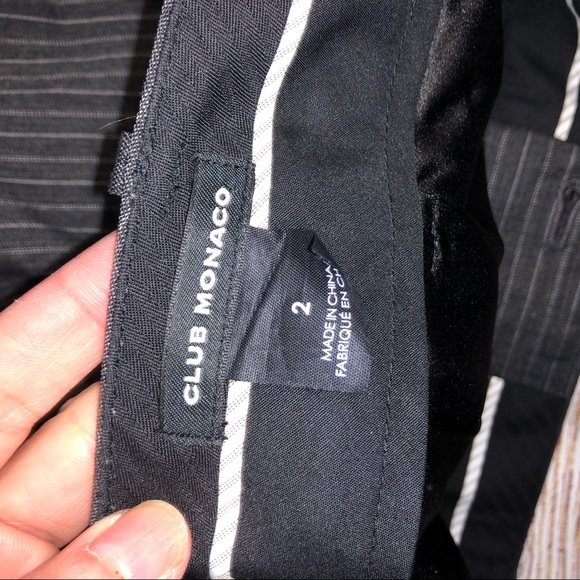 CLUB MONACO
2
MADE IN CHINA
FABRIQUÉ EN